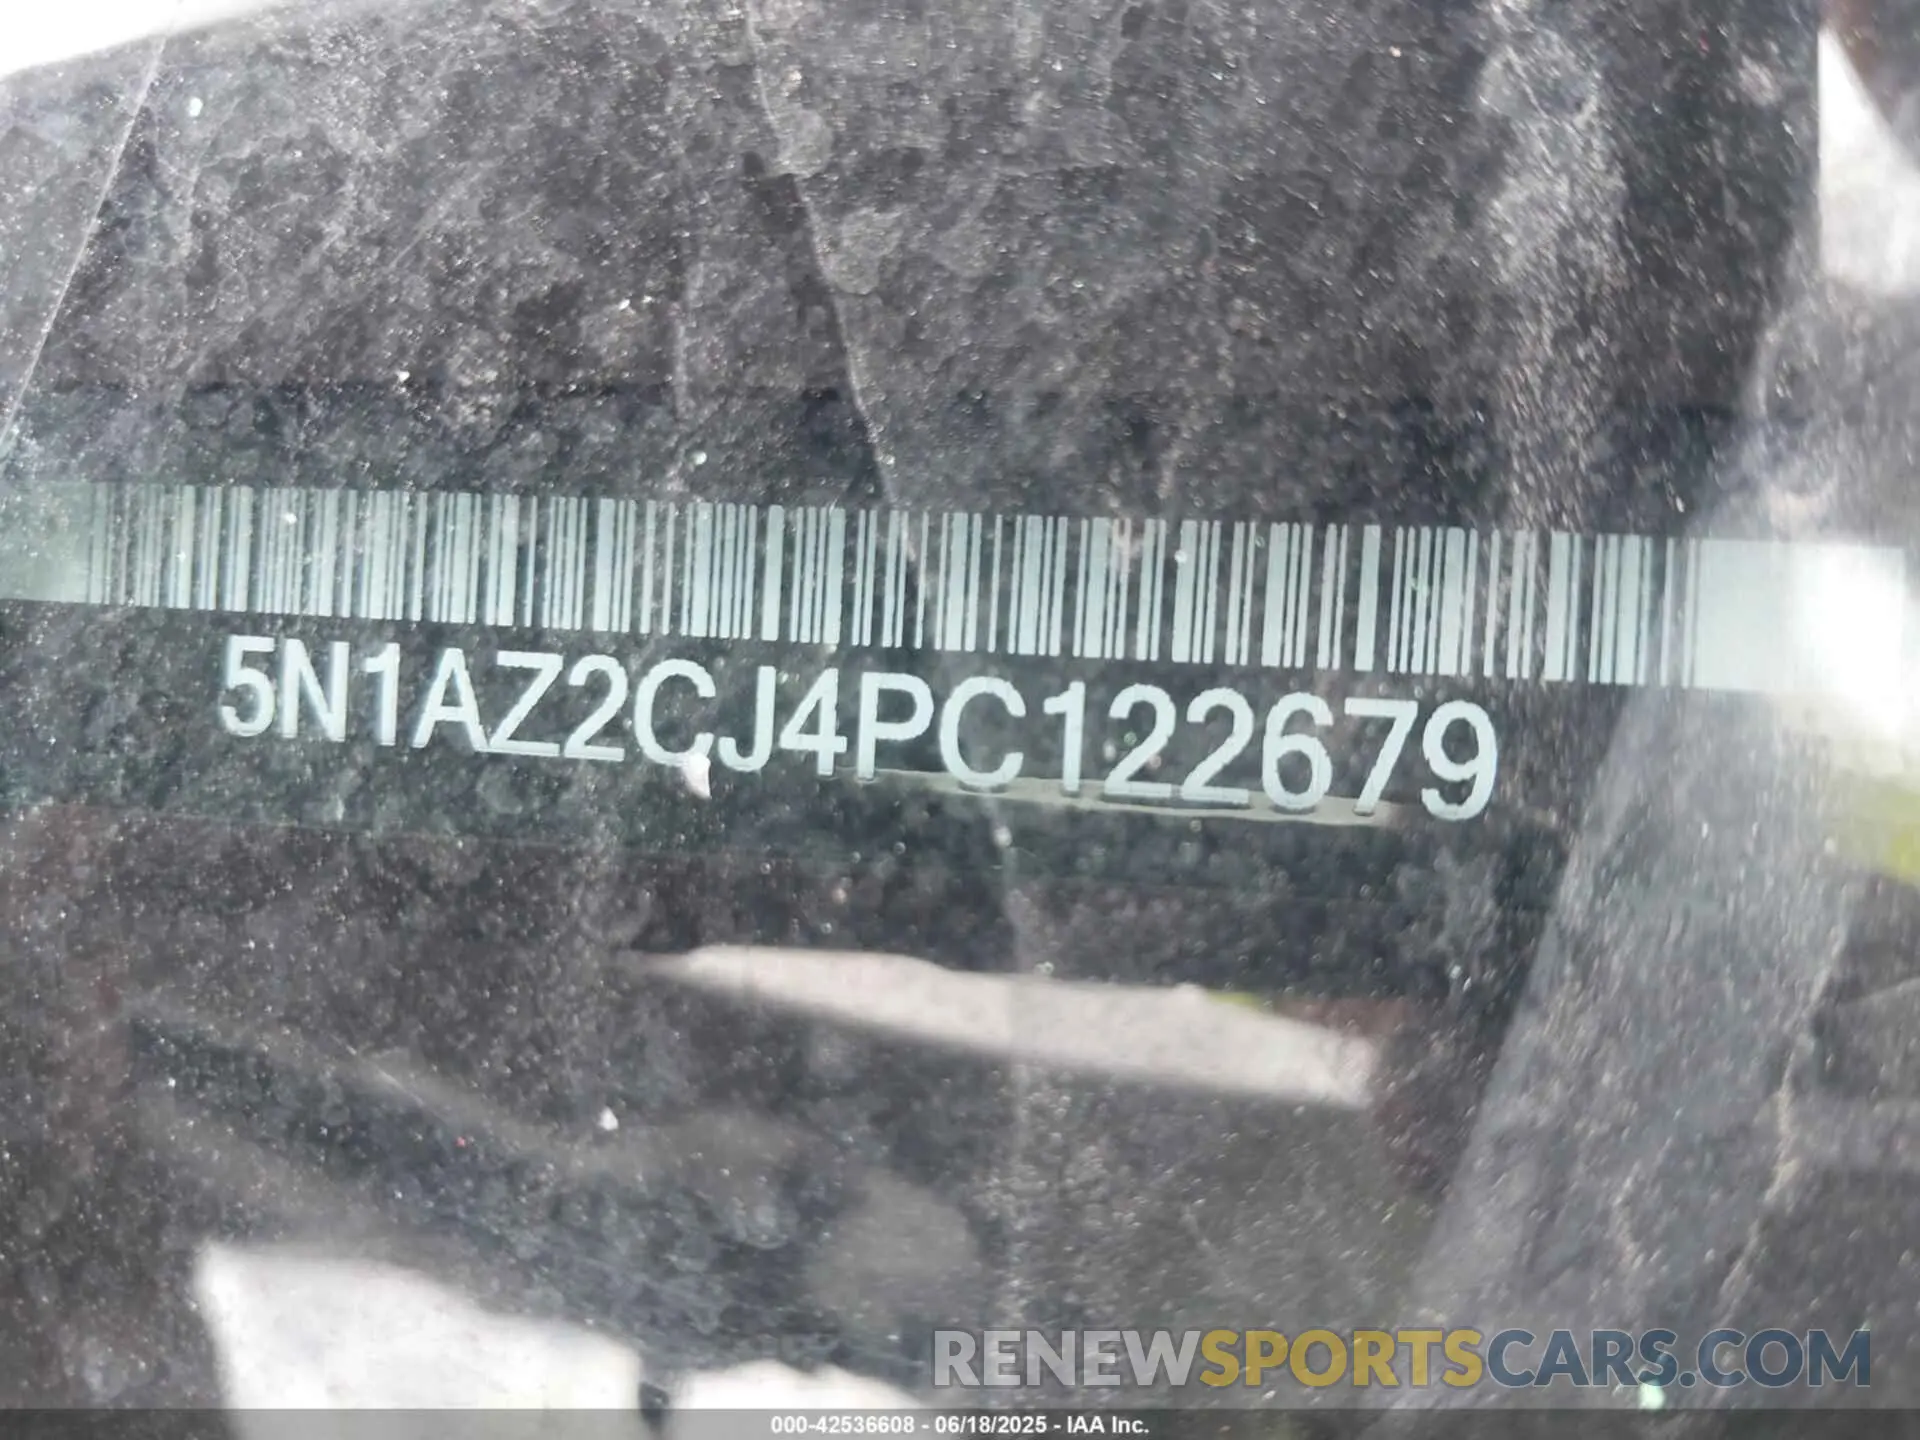 5N1AZ2CJ4PC122679
RENEWSPORTSCARS.COM
000-42536608 - 06/18/2025 - IAA Inc.